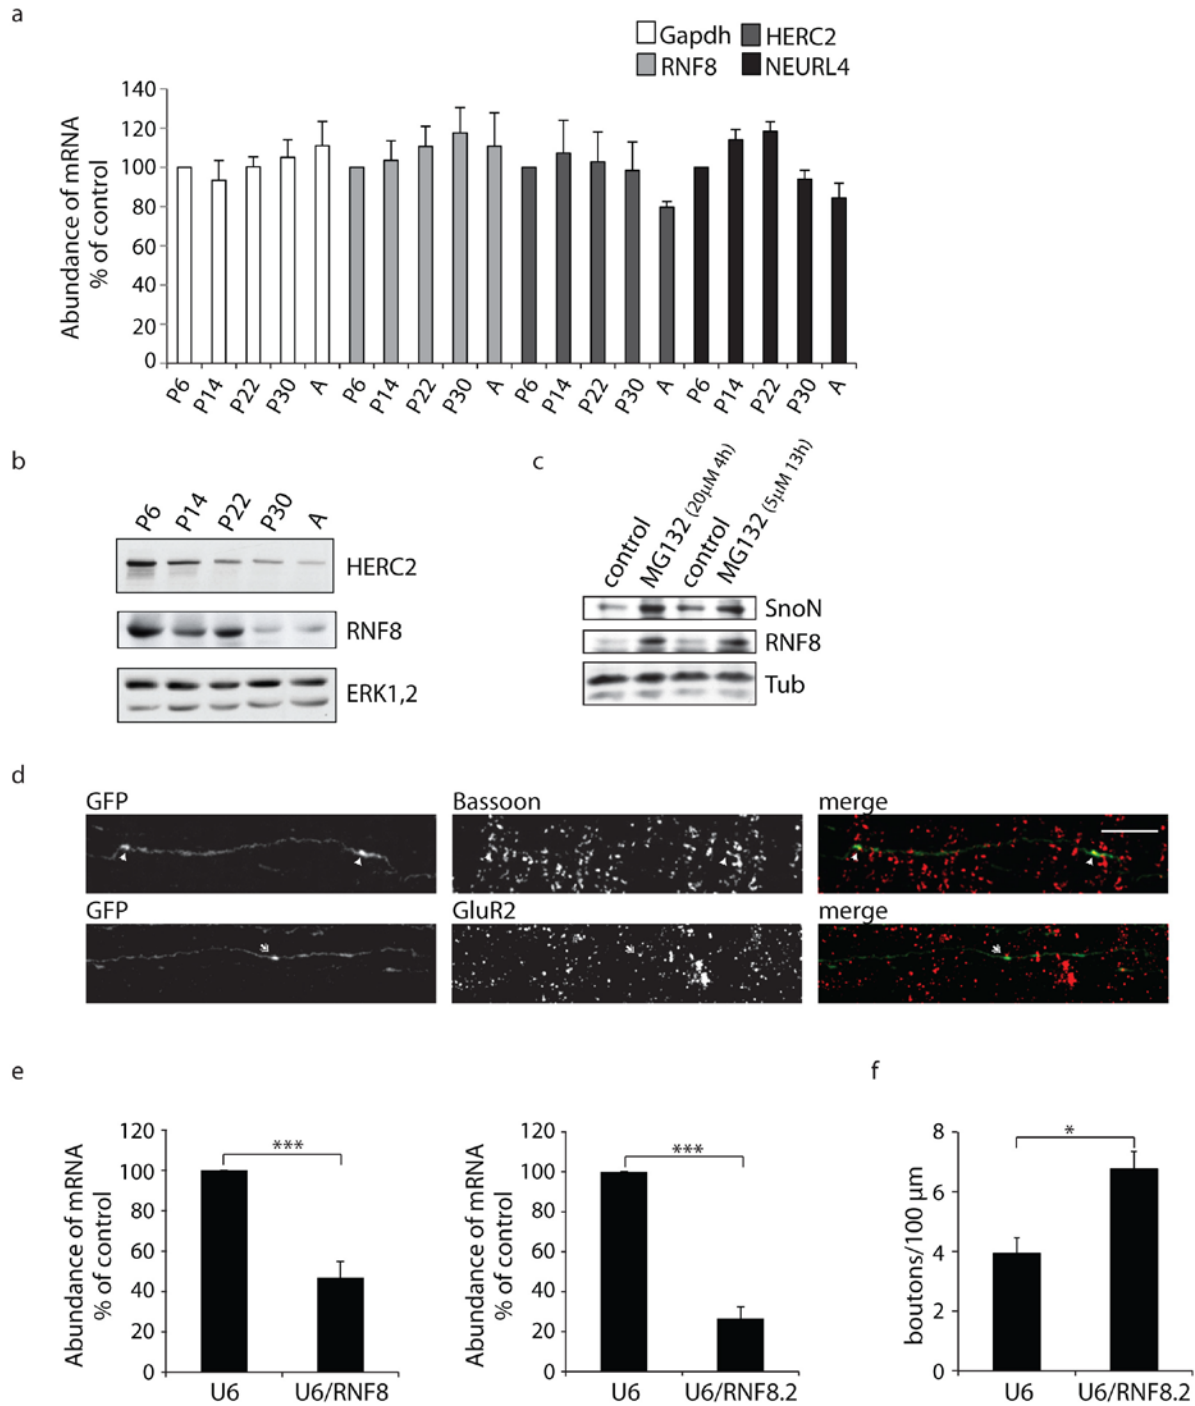 a
Gapdh HERC2
RNF8 NEURL4
Abundance of mRNA
% of control
140
120
100
80
60
40
20
0
P6 P14 P22 P30 A P6 P14 P22 P30 A P6 P14 P22 P30 A P6 P14 P22 P30 A
b
P6 P14 P22 P30 A
HERC2
RNF8
ERK1,2
c
control MG132 (20µM 4h) control MG132 (5µM 13h)
SnoN
RNF8
Tub
d
GFP Bassoon merge
GFP GluR2 merge
e
Abundance of mRNA
% of control
120
100
80
60
40
20
0
***
U6 U6/RNF8
Abundance of mRNA
% of control
120
100
80
60
40
20
0
***
U6 U6/RNF8.2
f
boutons/100 µm
8
6
4
2
0
*
U6 U6/RNF8.2